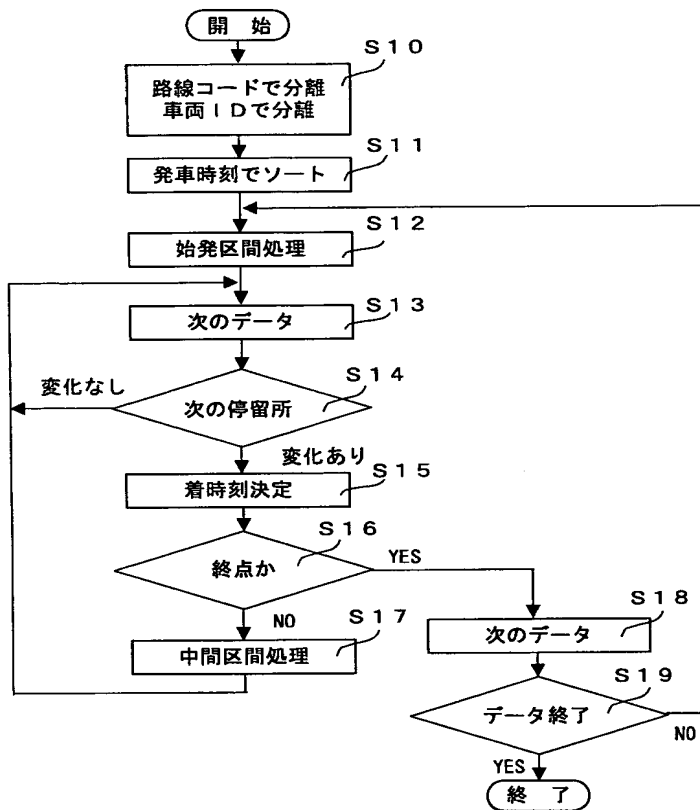 開 始
S10
路線コードで分離
車両IDで分離
S11
発車時刻でソート
S12
始発区間処理
S13
次のデータ
変化なし
S14
次の停留所
変化あり
S15
着時刻決定
S16
終点か
YES
NO
S17
中間区間処理
S18
次のデータ
S19
データ終了
NO
YES
終 了